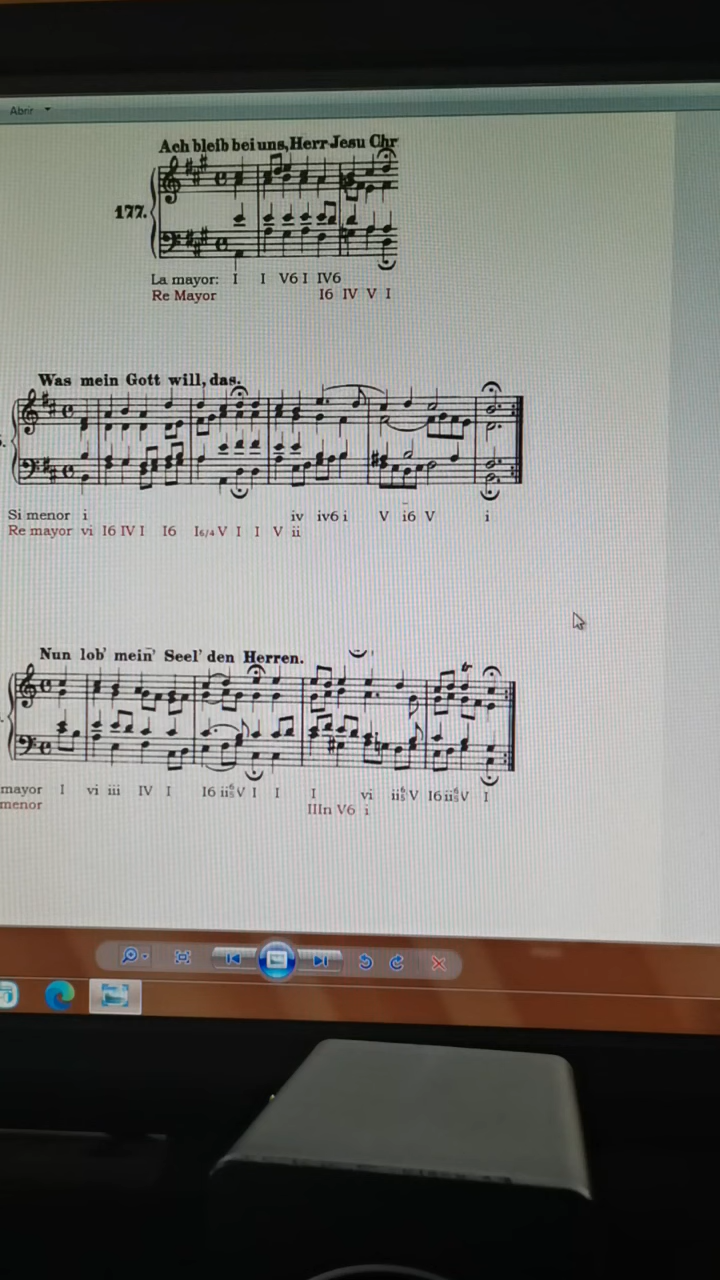 Abrir
Ach bleib bei uns, Herr Jesu Chr
177.
La mayor: I I V6 I IV6
Re Mayor I6 IV V I
Was mein Gott will, das.
Si menor i iv iv6 i V i6 V i
Re mayor vi I6 IV I I6 I6/4 V I I V ii
Nun lob' mein' Seel' den Herren.
tr
mayor I vi iii IV I I6 ii6/5 V I I I vi ii6/5 V I6 ii6/5 V I
menor IIIn V6 i